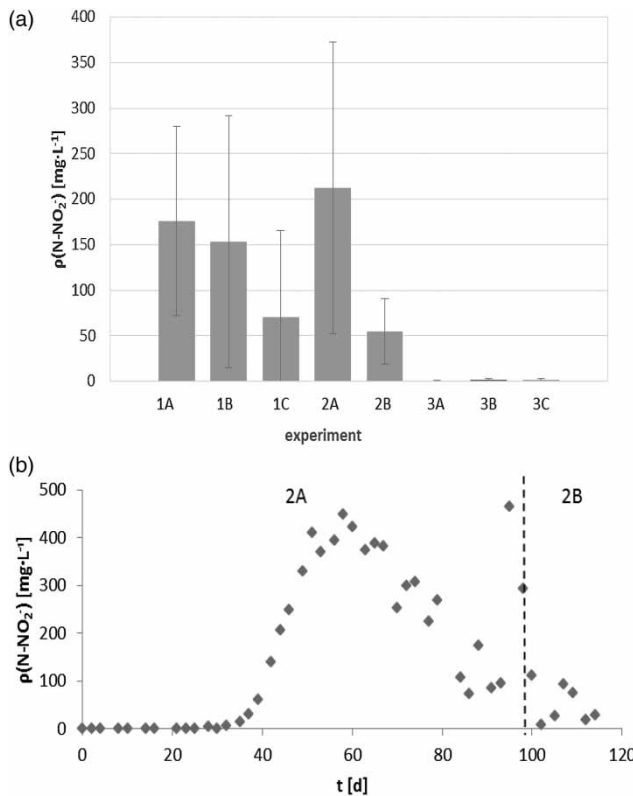 (a)
ρ(N-NO₂⁻) [mg·L⁻¹]
400
350
300
250
200
150
100
50
0
1A 1B 1C 2A 2B 3A 3B 3C
experiment
(b)
ρ(N-NO₂⁻) [mg·L⁻¹]
500
400
300
200
100
0
2A 2B
0 20 40 60 80 100 120
t [d]